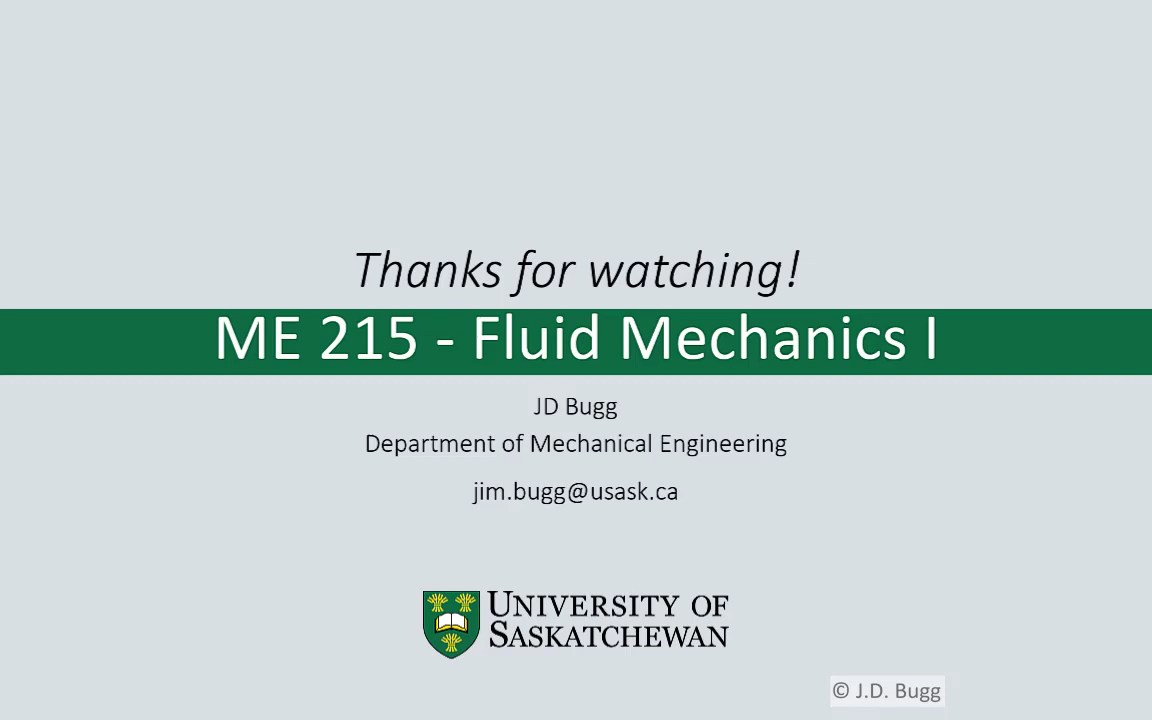 Thanks for watching!
ME 215 - Fluid Mechanics I
JD Bugg
Department of Mechanical Engineering
jim.bugg@usask.ca
UNIVERSITY OF
SASKATCHEWAN
© J.D. Bugg